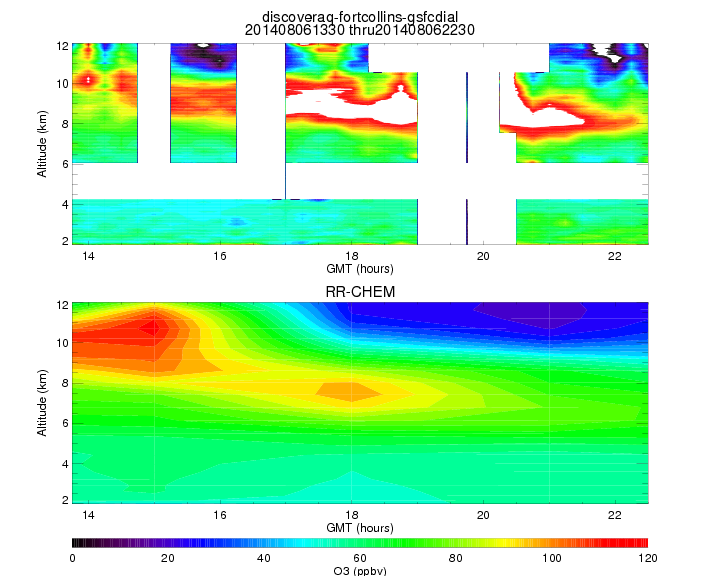 discoveraq-fortcollins-gsfcdial
201408061330 thru201408062230
12
10
8
6
4
2
Altitude (km)
14 16 18 20 22
GMT (hours)
RR-CHEM
12
10
8
6
4
2
Altitude (km)
14 16 18 20 22
GMT (hours)
0 20 40 60 80 100 120
O3 (ppbv)